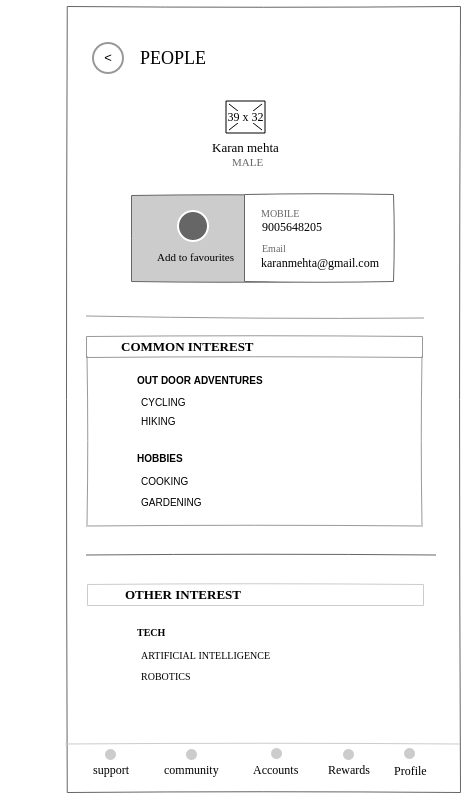 < PEOPLE
39 x 32
Karan mehta
MALE
MOBILE
9005648205
Add to favourites
Email
karanmehta@gmail.com
COMMON INTEREST
OUT DOOR ADVENTURES
CYCLING
HIKING
HOBBIES
COOKING
GARDENING
OTHER INTEREST
TECH
ARTIFICIAL INTELLIGENCE
ROBOTICS
support community Accounts Rewards Profile